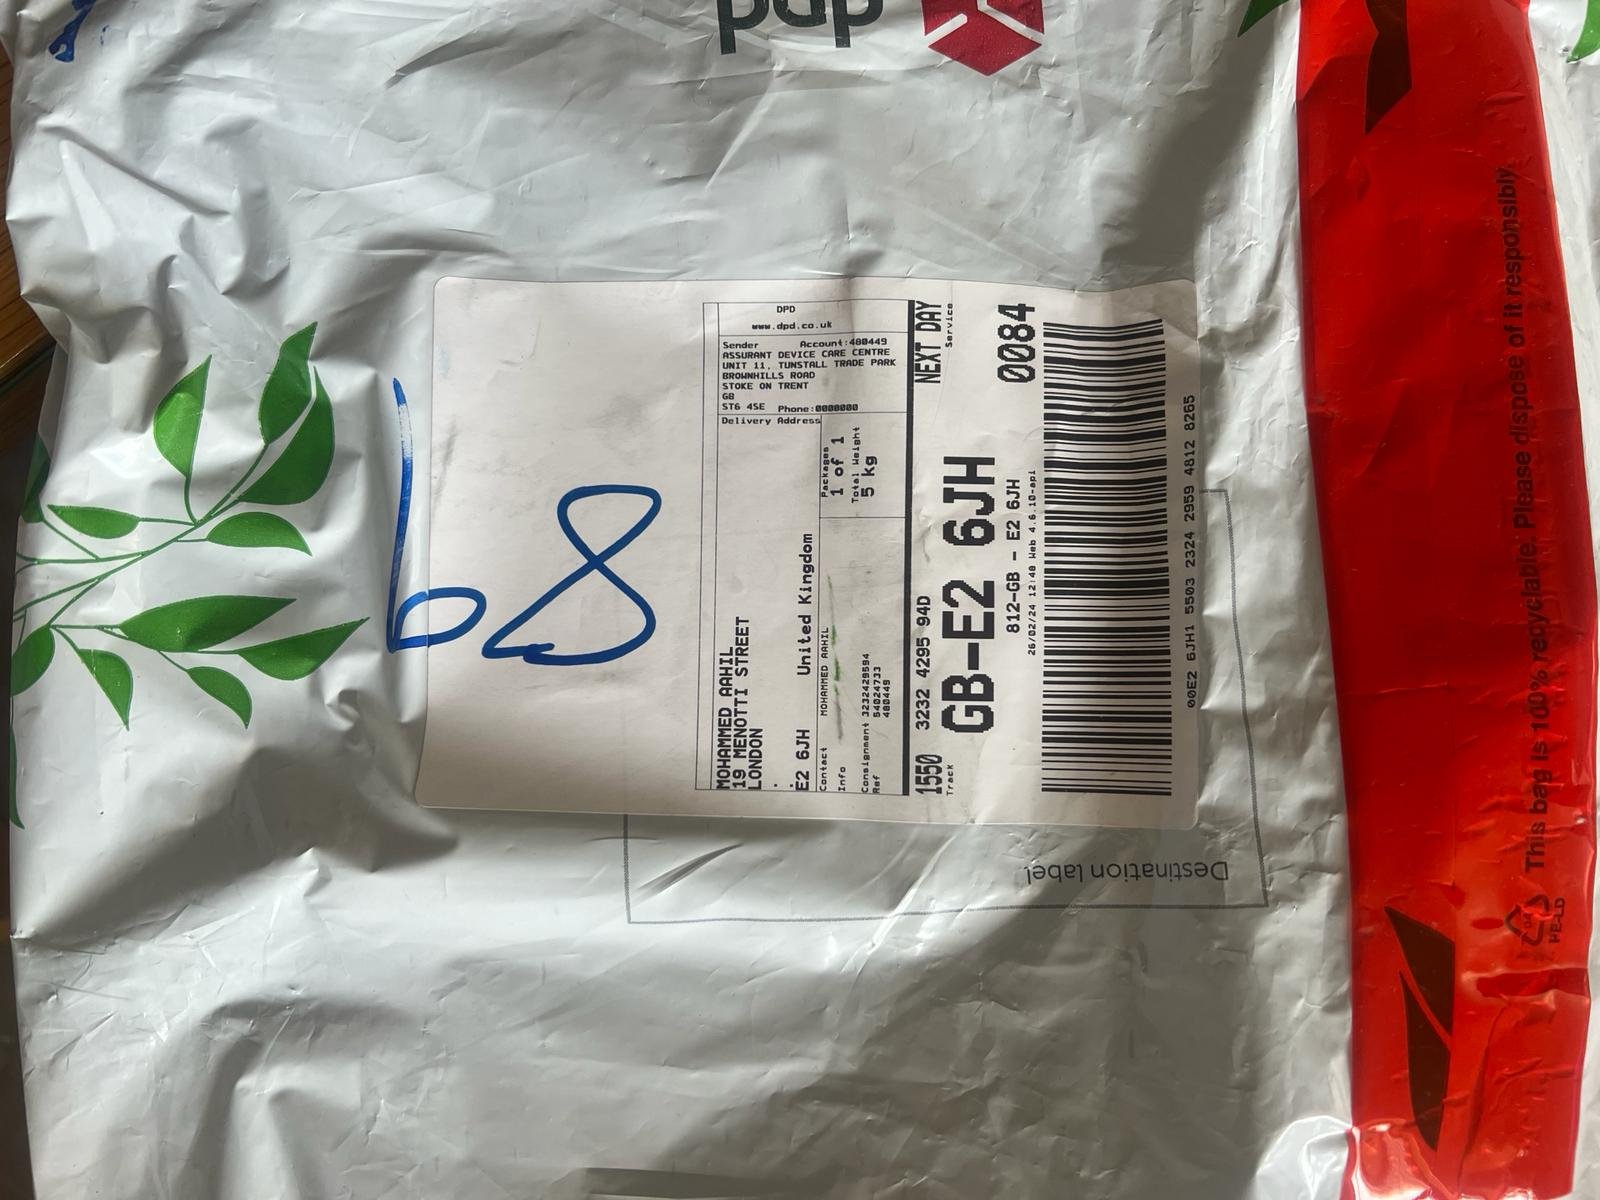 dpd
68
DPD
www.dpd.co.uk
Sender Account:480449
ASSURANT DEVICE CARE CENTRE
UNIT 11, TUNSTALL TRADE PARK
BROWNHILLS ROAD
STOKE ON TRENT
GB
ST6 4SE Phone:0000000
Delivery Address
MOHAMMED AAHIL
19 MENOTTI STREET
LONDON
.
.
E2 6JH United Kingdom
Packages
1 of 1
Total Weight
5 kg
Contact MOHAMMED AAHIL
Info
Consignment 3232429594
Ref 54024733
480449
1550 3232 4295 94D
Track
NEXT DAY
Service
GB-E2 6JH
812-GB - E2 6JH
0084
26/02/24 12:48 Web 4.6.10-api
00E2 6JH1 5503 2324 2959 4812 8265
Destination label
This bag is 100% recyclable. Please dispose of it responsibly
04
PE-LD